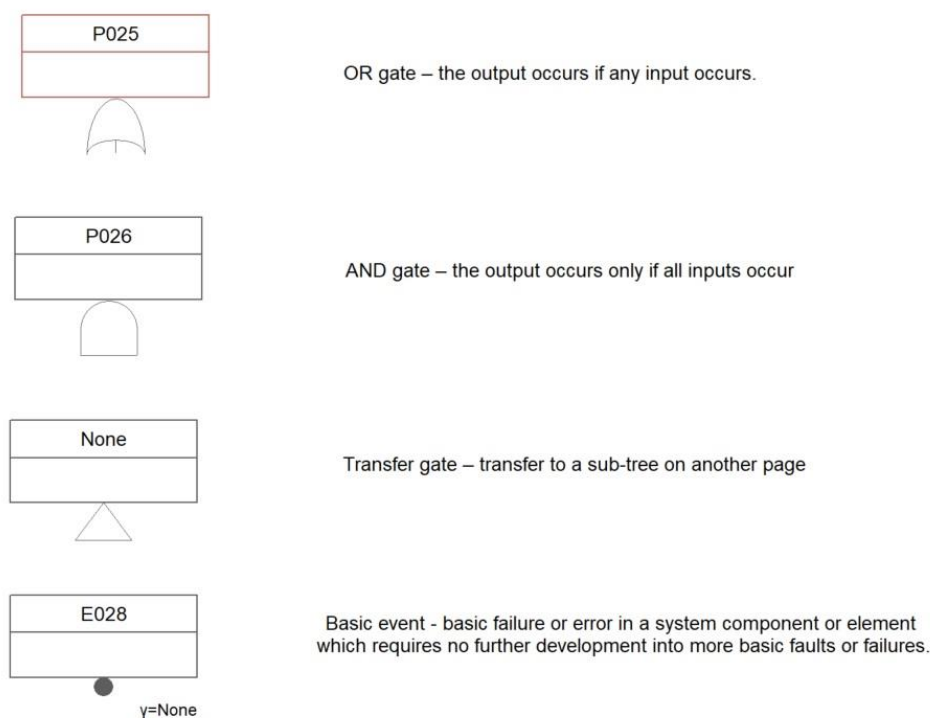 P025
OR gate – the output occurs if any input occurs.
P026
AND gate – the output occurs only if all inputs occur
None
Transfer gate – transfer to a sub-tree on another page
E028
Basic event - basic failure or error in a system component or element
which requires no further development into more basic faults or failures.
γ=None